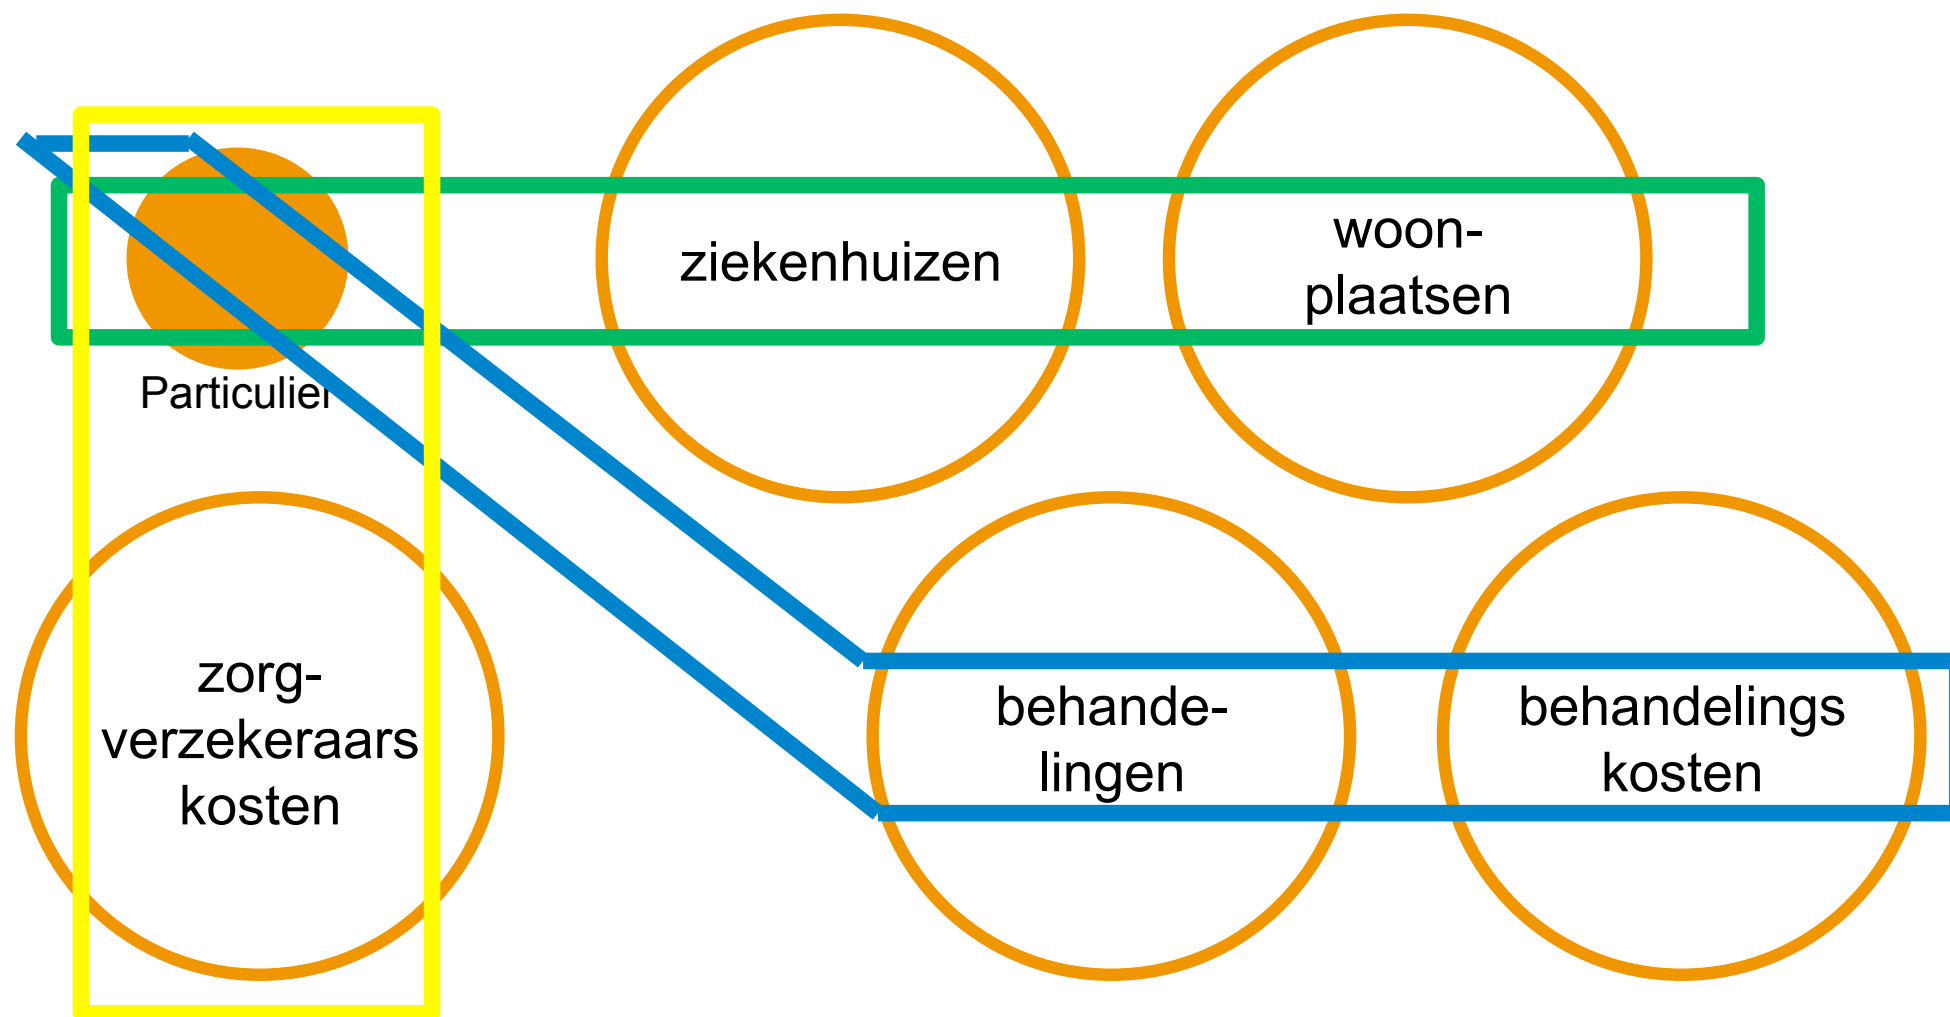 ziekenhuizen
woon-
plaatsen
Particulier
zorg-
verzekeraars
kosten
behande-
lingen
behandelings
kosten